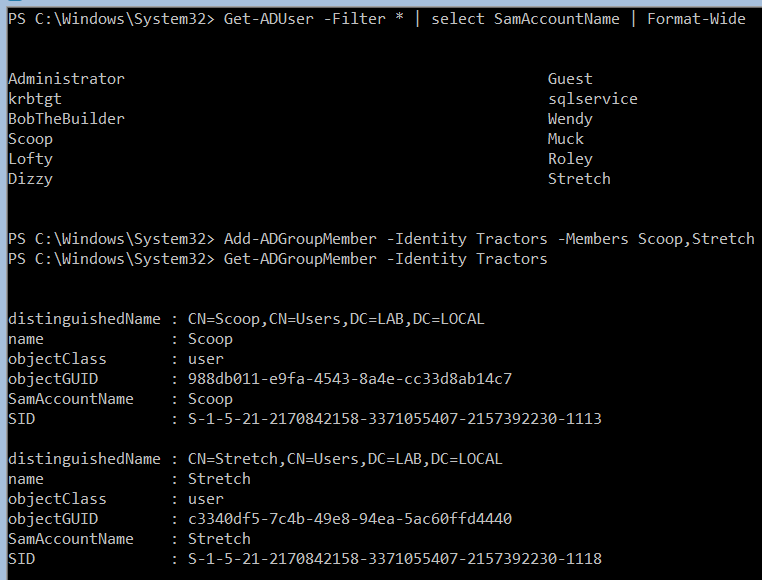 PS C:\Windows\System32> Get-ADUser -Filter * | select SamAccountName | Format-Wide
Administrator Guest
krbtgt sqlservice
BobTheBuilder Wendy
Scoop Muck
Lofty Roley
Dizzy Stretch
PS C:\Windows\System32> Add-ADGroupMember -Identity Tractors -Members Scoop,Stretch
PS C:\Windows\System32> Get-ADGroupMember -Identity Tractors
distinguishedName : CN=Scoop,CN=Users,DC=LAB,DC=LOCAL
name : Scoop
objectClass : user
objectGUID : 988db011-e9fa-4543-8a4e-cc33d8ab14c7
SamAccountName : Scoop
SID : S-1-5-21-2170842158-3371055407-2157392230-1113
distinguishedName : CN=Stretch,CN=Users,DC=LAB,DC=LOCAL
name : Stretch
objectClass : user
objectGUID : c3340df5-7c4b-49e8-94ea-5ac60ffd4440
SamAccountName : Stretch
SID : S-1-5-21-2170842158-3371055407-2157392230-1118